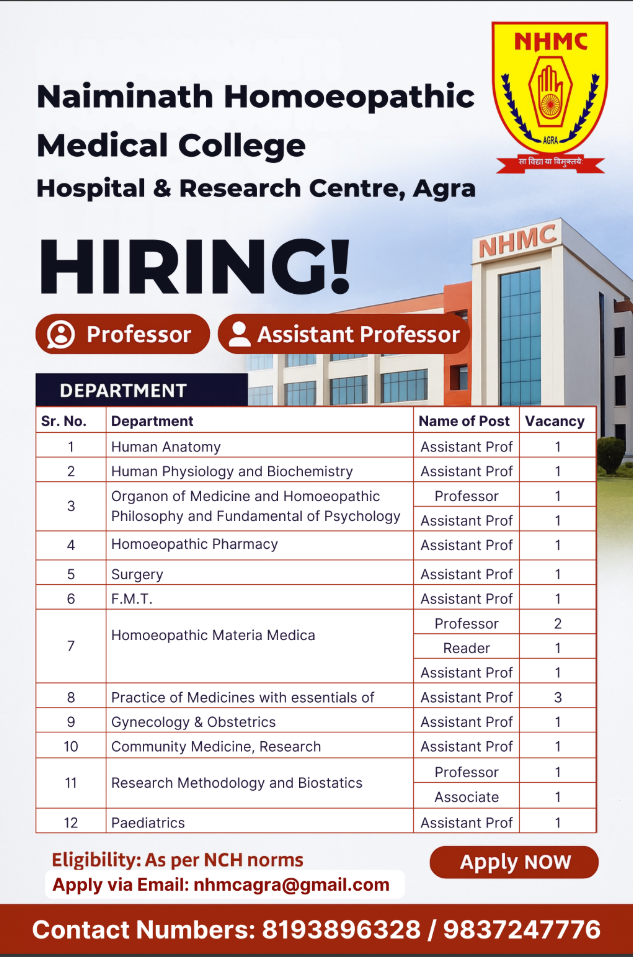 NHMC
AGRA
सा विद्या या विमुक्तये:
Naiminath Homoeopathic
Medical College
Hospital & Research Centre, Agra
HIRING!
NHMC
Professor
Assistant Professor
DEPARTMENT
Sr. No. Department Name of Post Vacancy
1 Human Anatomy Assistant Prof 1
2 Human Physiology and Biochemistry Assistant Prof 1
3 Organon of Medicine and Homoeopathic Professor 1
Philosophy and Fundamental of Psychology Assistant Prof 1
4 Homoeopathic Pharmacy Assistant Prof 1
5 Surgery Assistant Prof 1
6 F.M.T. Assistant Prof 1
7 Homoeopathic Materia Medica Professor 2
Reader 1
Assistant Prof 1
8 Practice of Medicines with essentials of Assistant Prof 3
9 Gynecology & Obstetrics Assistant Prof 1
10 Community Medicine, Research Assistant Prof 1
11 Research Methodology and Biostatics Professor 1
Associate 1
12 Paediatrics Assistant Prof 1
Eligibility: As per NCH norms
Apply NOW
Apply via Email: nhmcagra@gmail.com
Contact Numbers: 8193896328 / 9837247776